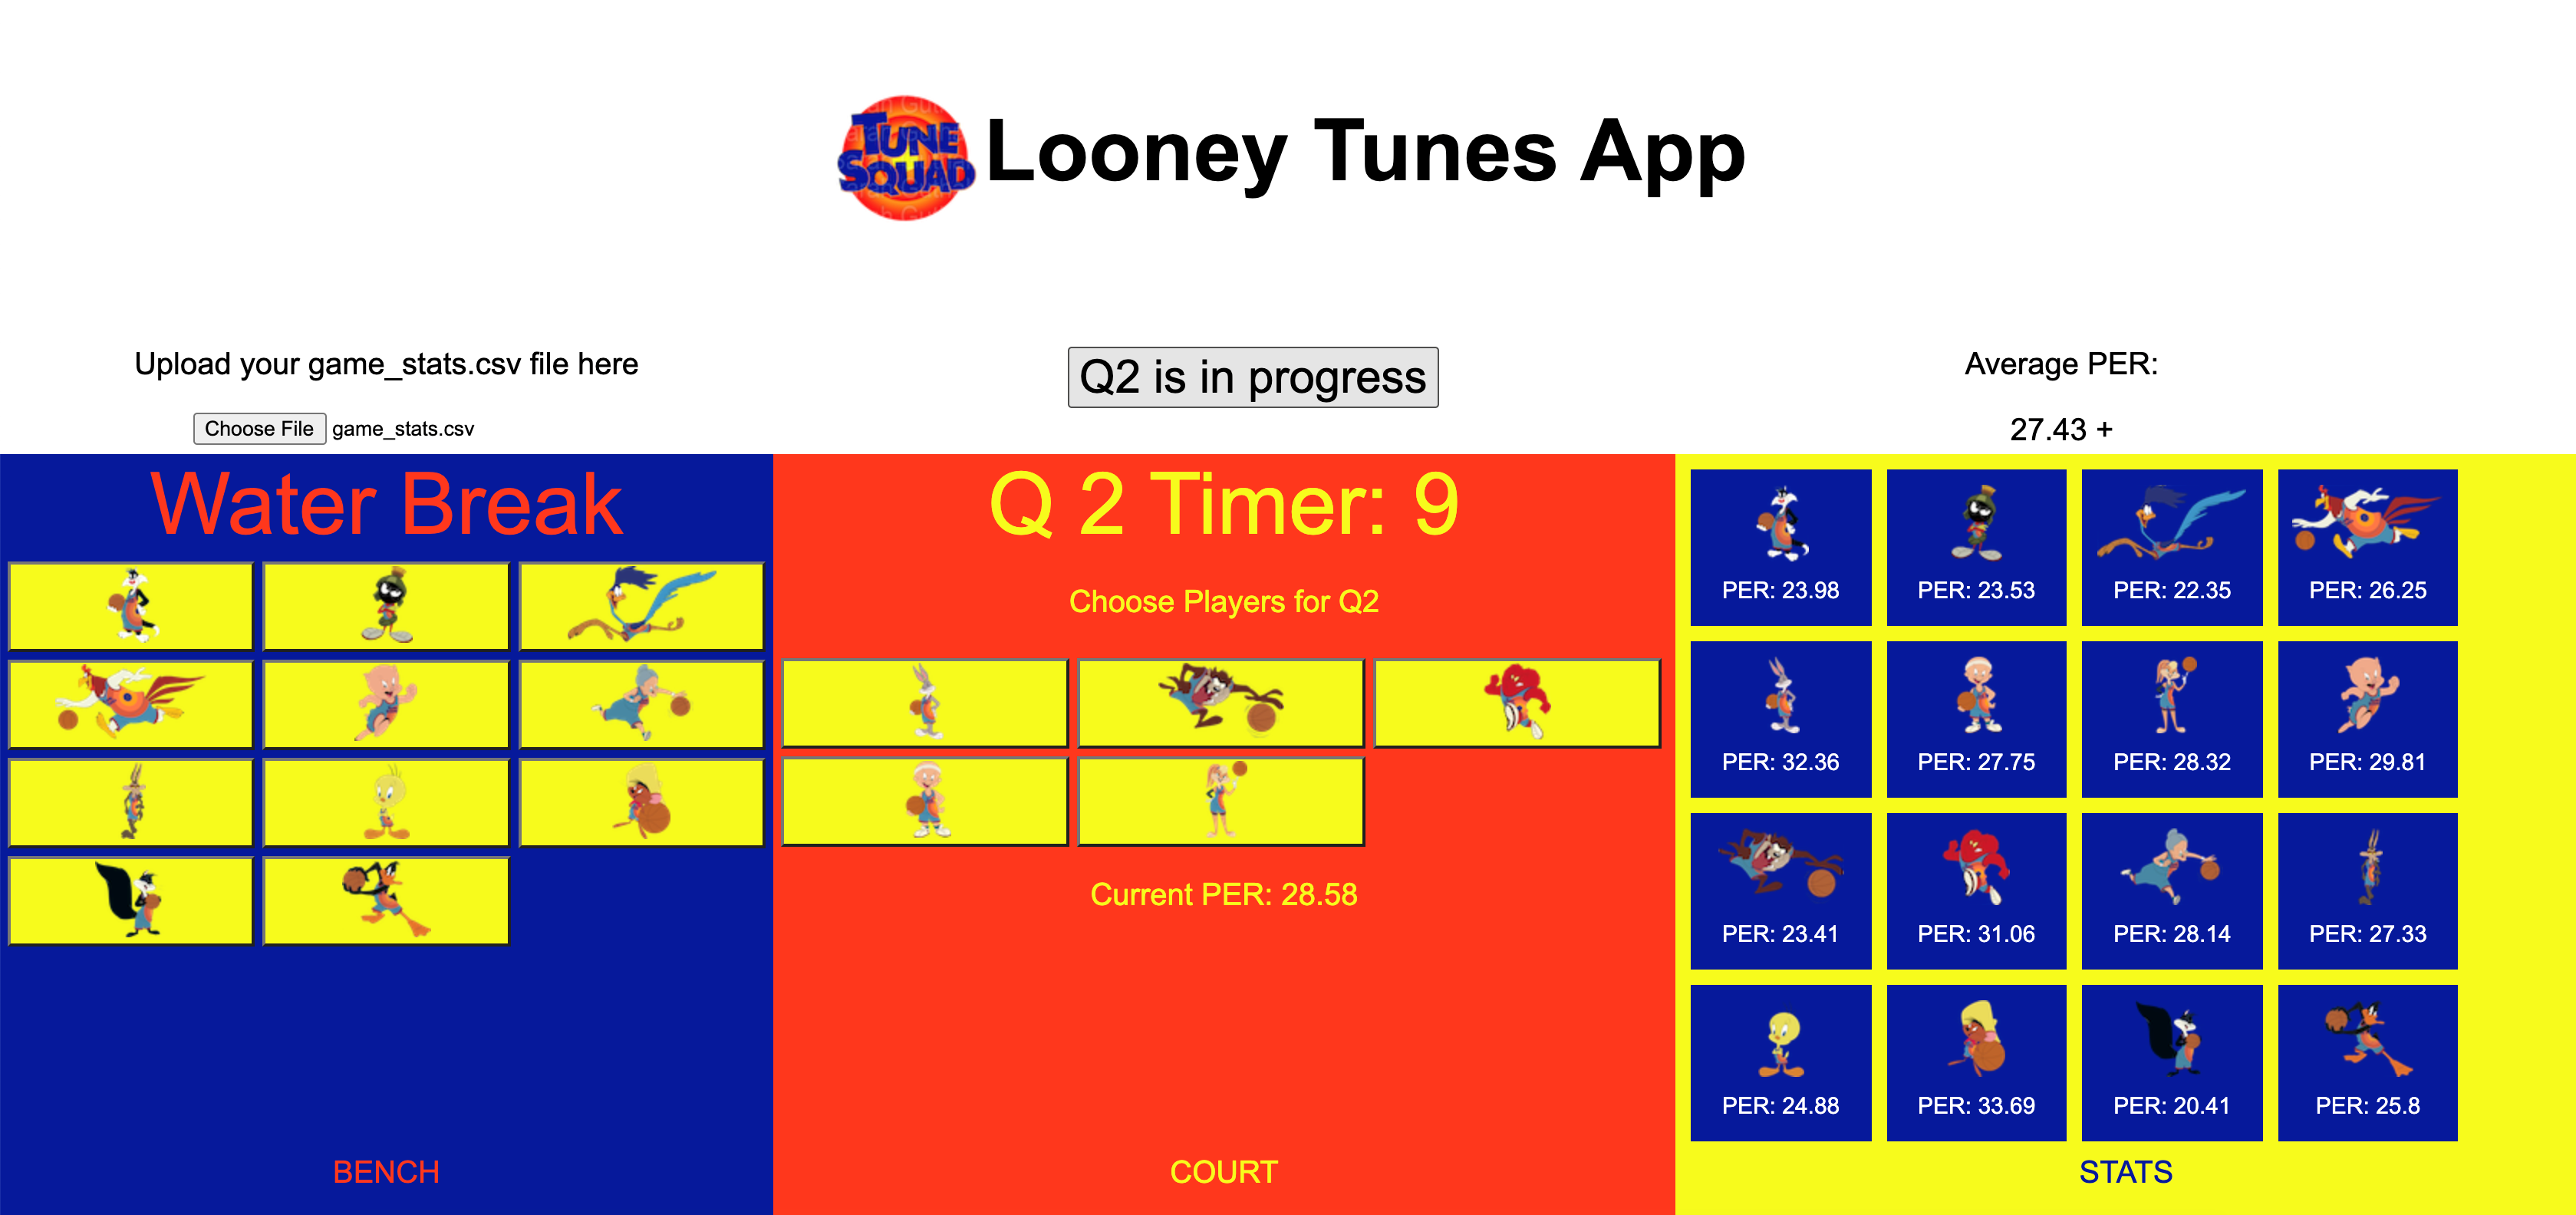 TUNE
SQUAD
Looney Tunes App
Upload your game_stats.csv file here
Choose File game_stats.csv
Q2 is in progress
Average PER:
27.43 +
Water Break
BENCH
Q 2 Timer: 9
Choose Players for Q2
Current PER: 28.58
COURT
PER: 23.98
PER: 23.53
PER: 22.35
PER: 26.25
PER: 32.36
PER: 27.75
PER: 28.32
PER: 29.81
PER: 23.41
PER: 31.06
PER: 28.14
PER: 27.33
PER: 24.88
PER: 33.69
PER: 20.41
PER: 25.8
STATS